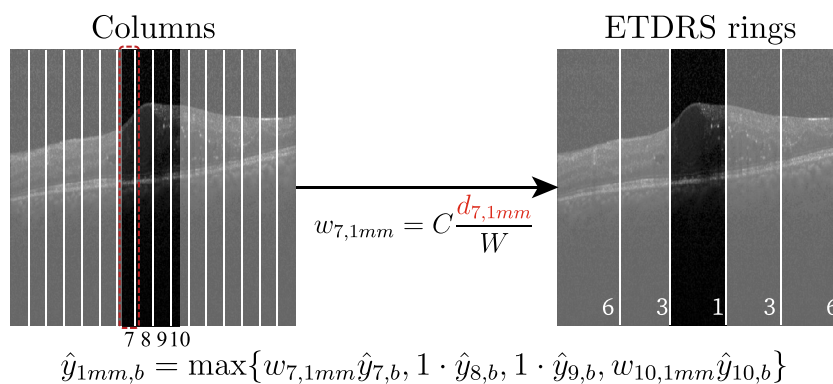 Columns
ETDRS rings
w_{7,1mm} = C \frac{d_{7,1mm}}{W}
6 3 1 3 6
7 8 9 10
ŷ_{1mm,b} = max{w_{7,1mm}ŷ_{7,b}, 1 · ŷ_{8,b}, 1 · ŷ_{9,b}, w_{10,1mm}ŷ_{10,b}}